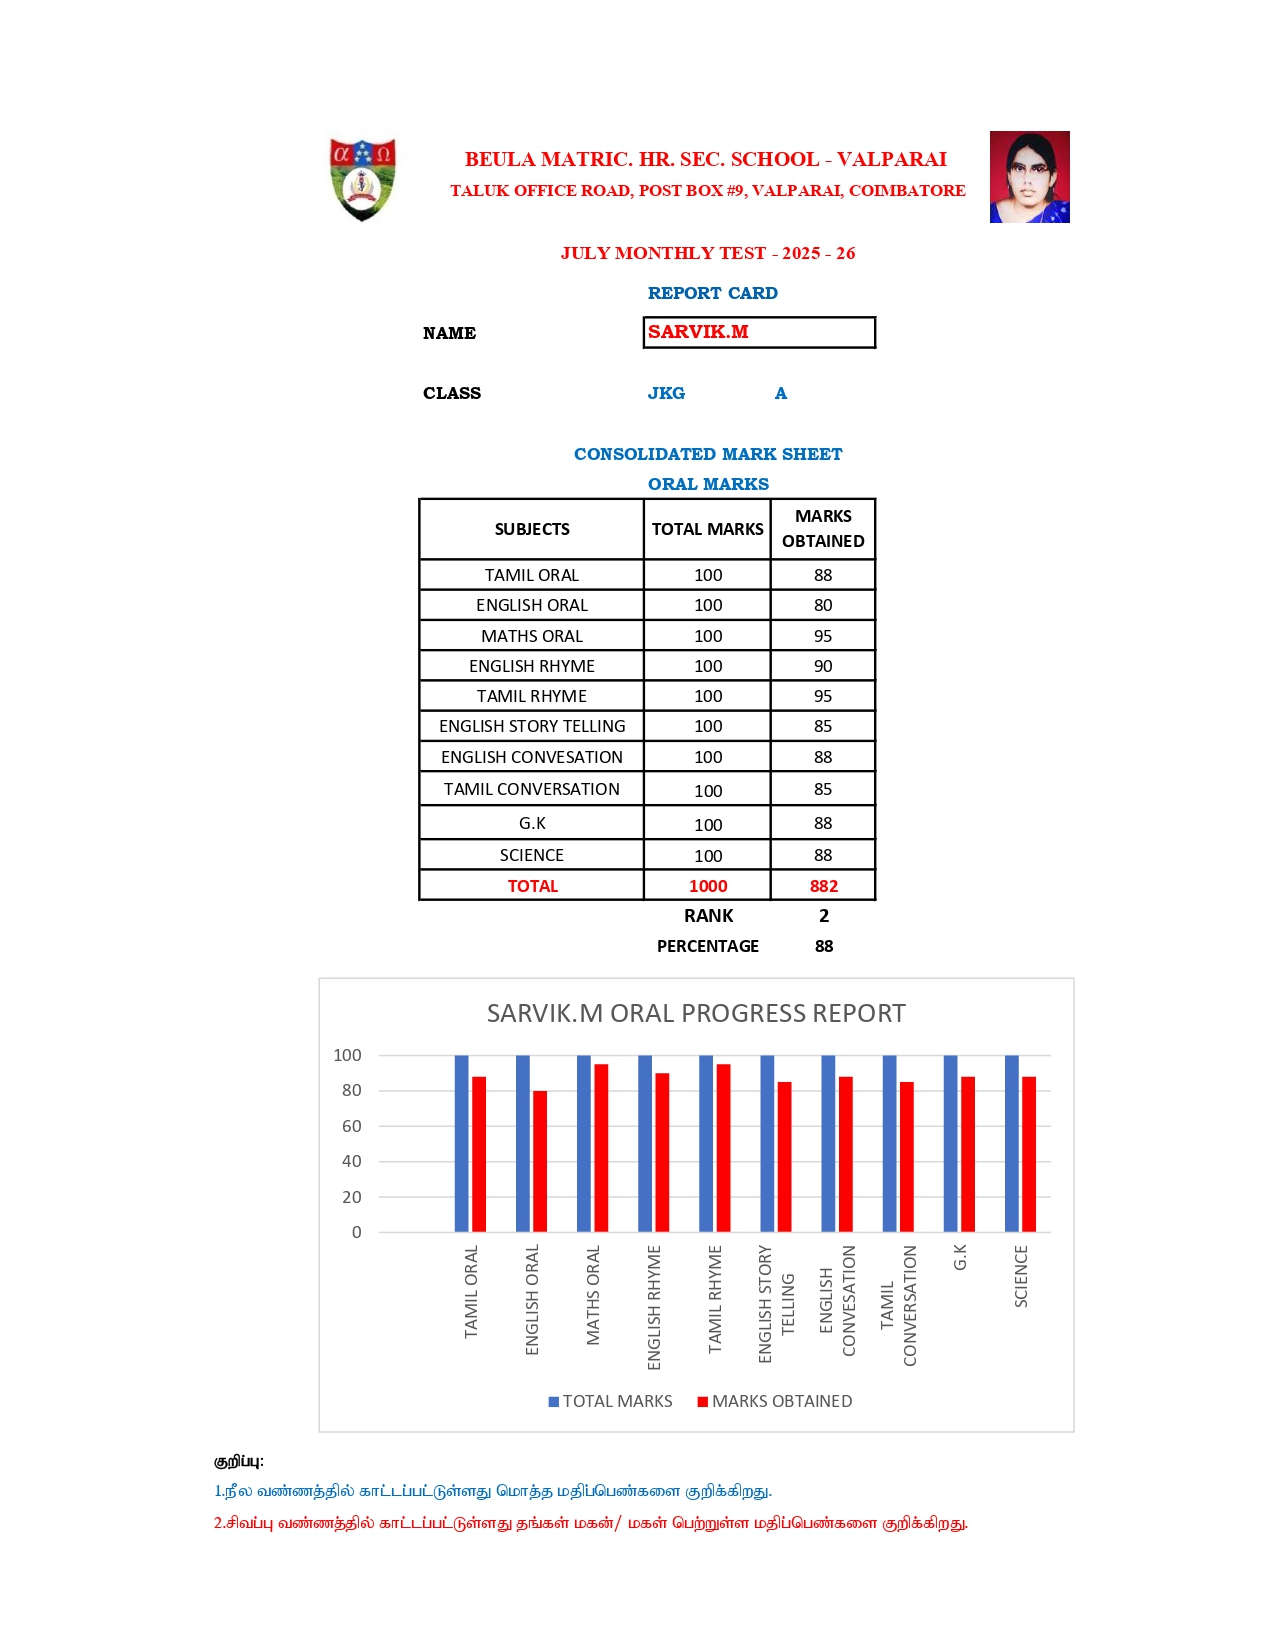 BEULA MATRIC. HR. SEC. SCHOOL - VALPARAI
TALUK OFFICE ROAD, POST BOX #9, VALPARAI, COIMBATORE
JULY MONTHLY TEST - 2025 - 26
REPORT CARD
NAME SARVIK.M
CLASS JKG A
CONSOLIDATED MARK SHEET
ORAL MARKS
SUBJECTS TOTAL MARKS MARKS OBTAINED
TAMIL ORAL 100 88
ENGLISH ORAL 100 80
MATHS ORAL 100 95
ENGLISH RHYME 100 90
TAMIL RHYME 100 95
ENGLISH STORY TELLING 100 85
ENGLISH CONVESATION 100 88
TAMIL CONVERSATION 100 85
G.K 100 88
SCIENCE 100 88
TOTAL 1000 882
RANK 2
PERCENTAGE 88
SARVIK.M ORAL PROGRESS REPORT
100
80
60
40
20
0
TAMIL ORAL
ENGLISH ORAL
MATHS ORAL
ENGLISH RHYME
TAMIL RHYME
ENGLISH STORY TELLING
ENGLISH CONVESATION
TAMIL CONVERSATION
G.K
SCIENCE
TOTAL MARKS MARKS OBTAINED
குறிப்பு:
1.நீல வண்ணத்தில் காட்டப்பட்டுள்ளது மொத்த மதிப்பெண்களை குறிக்கிறது.
2.சிவப்பு வண்ணத்தில் காட்டப்பட்டுள்ளது தங்கள் மகன்/ மகள் பெற்றுள்ள மதிப்பெண்களை குறிக்கிறது.